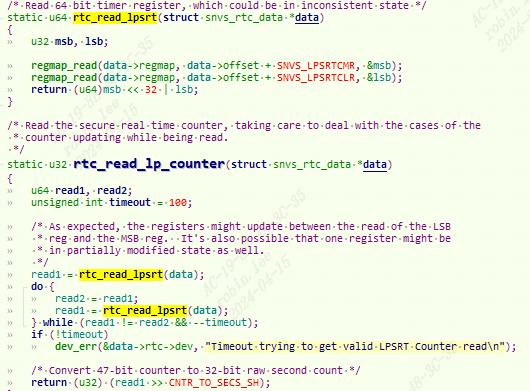 /* Read 64 bit timer register, which could be in inconsistent state */
static u64 rtc_read_lpsrt(struct snvs_rtc_data *data)
{
» u32 msb, lsb;
» regmap_read(data->regmap, data->offset + SNVS_LPSRTCMR, &msb);
» regmap_read(data->regmap, data->offset + SNVS_LPSRTCLR, &lsb);
» return (u64)msb << 32 | lsb;
}
/* Read the secure real time counter, taking care to deal with the cases of the
 * counter updating while being read.
 */
static u32 rtc_read_lp_counter(struct snvs_rtc_data *data)
{
» u64 read1, read2;
» unsigned int timeout = 100;
» /* As expected, the registers might update between the read of the LSB
»  * reg and the MSB reg.  It's also possible that one register might be
»  * in partially modified state as well.
»  */
» read1 = rtc_read_lpsrt(data);
» do {
» » read2 = read1;
» » read1 = rtc_read_lpsrt(data);
» } while (read1 != read2 && --timeout);
» if (!timeout)
» » dev_err(&data->rtc->dev, "Timeout trying to get valid LPSRT Counter read\n");
» /* Convert 47-bit counter to 32-bit raw second count */
» return (u32) (read1 >> CNTR_TO_SECS_SH);
}